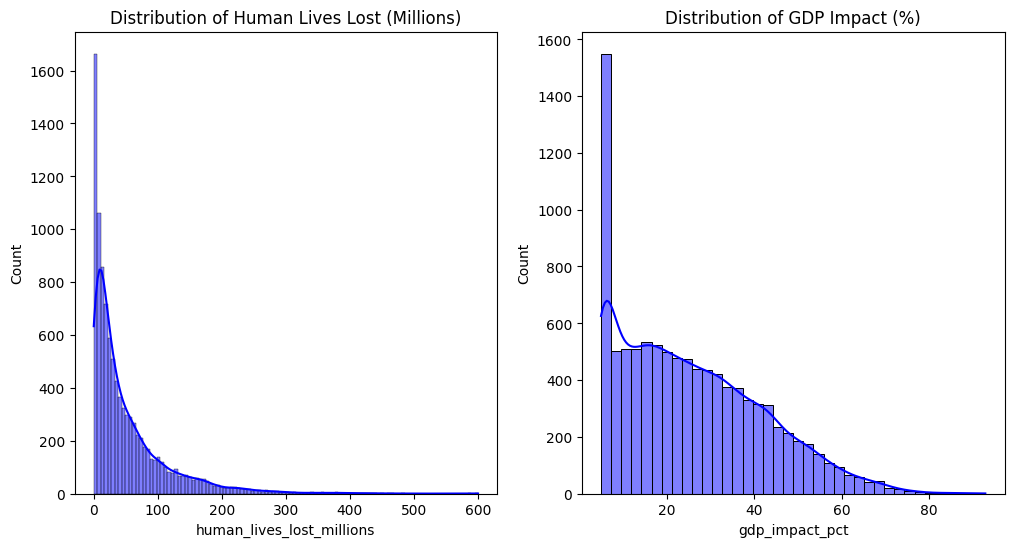 Distribution of Human Lives Lost (Millions)
1600
1400
1200
1000
800
600
400
200
0
Count
0 100 200 300 400 500 600
human_lives_lost_millions
Distribution of GDP Impact (%)
1600
1400
1200
1000
800
600
400
200
0
Count
20 40 60 80
gdp_impact_pct